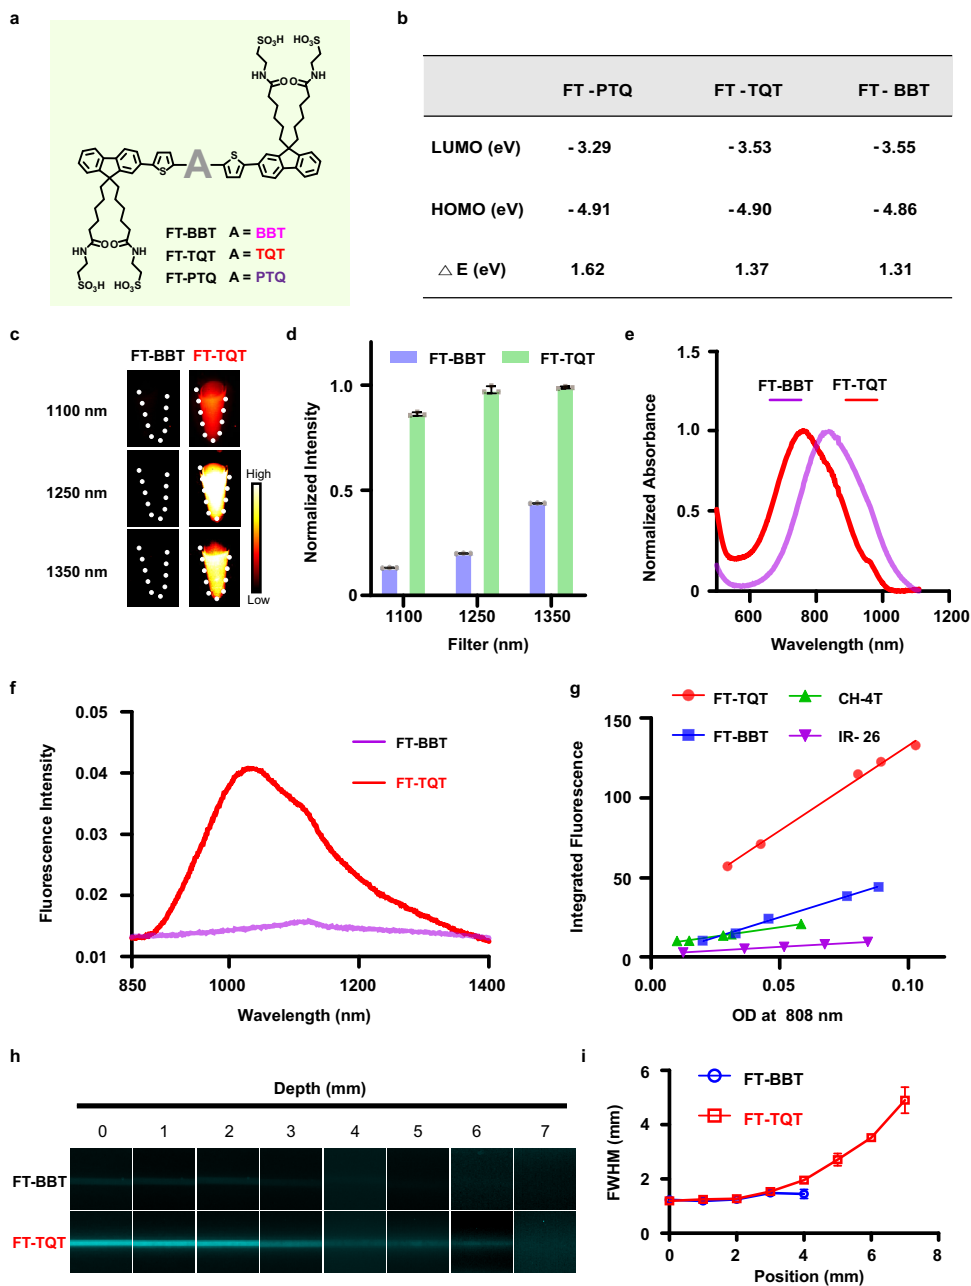 a
SO₃H HO₃S
NH O O HN
S A S
NH O O HN
SO₃H HO₃S
FT-BBT A = BBT
FT-TQT A = TQT
FT-PTQ A = PTQ
b
FT -PTQ FT -TQT FT - BBT
LUMO (eV) - 3.29 - 3.53 - 3.55
HOMO (eV) - 4.91 - 4.90 - 4.86
△ E (eV) 1.62 1.37 1.31
c
FT-BBT FT-TQT
1100 nm
1250 nm
1350 nm
High
Low
d
FT-BBT FT-TQT
Normalized Intensity
1.0
0.5
0
1100 1250 1350
Filter (nm)
e
FT-BBT FT-TQT
Normalized Absorbance
1.5
1.0
0.5
0
600 800 1000 1200
Wavelength (nm)
f
FT-BBT
FT-TQT
Fluorescence Intensity
0.05
0.04
0.03
0.02
0.01
850 1000 1200 1400
Wavelength (nm)
g
FT-TQT CH-4T
FT-BBT IR- 26
Integrated Fluorescence
150
100
50
0
0.00 0.05 0.10
OD at 808 nm
h
Depth (mm)
0 1 2 3 4 5 6 7
FT-BBT
FT-TQT
i
FT-BBT
FT-TQT
FWHM (mm)
6
4
2
0
0 2 4 6 8
Position (mm)